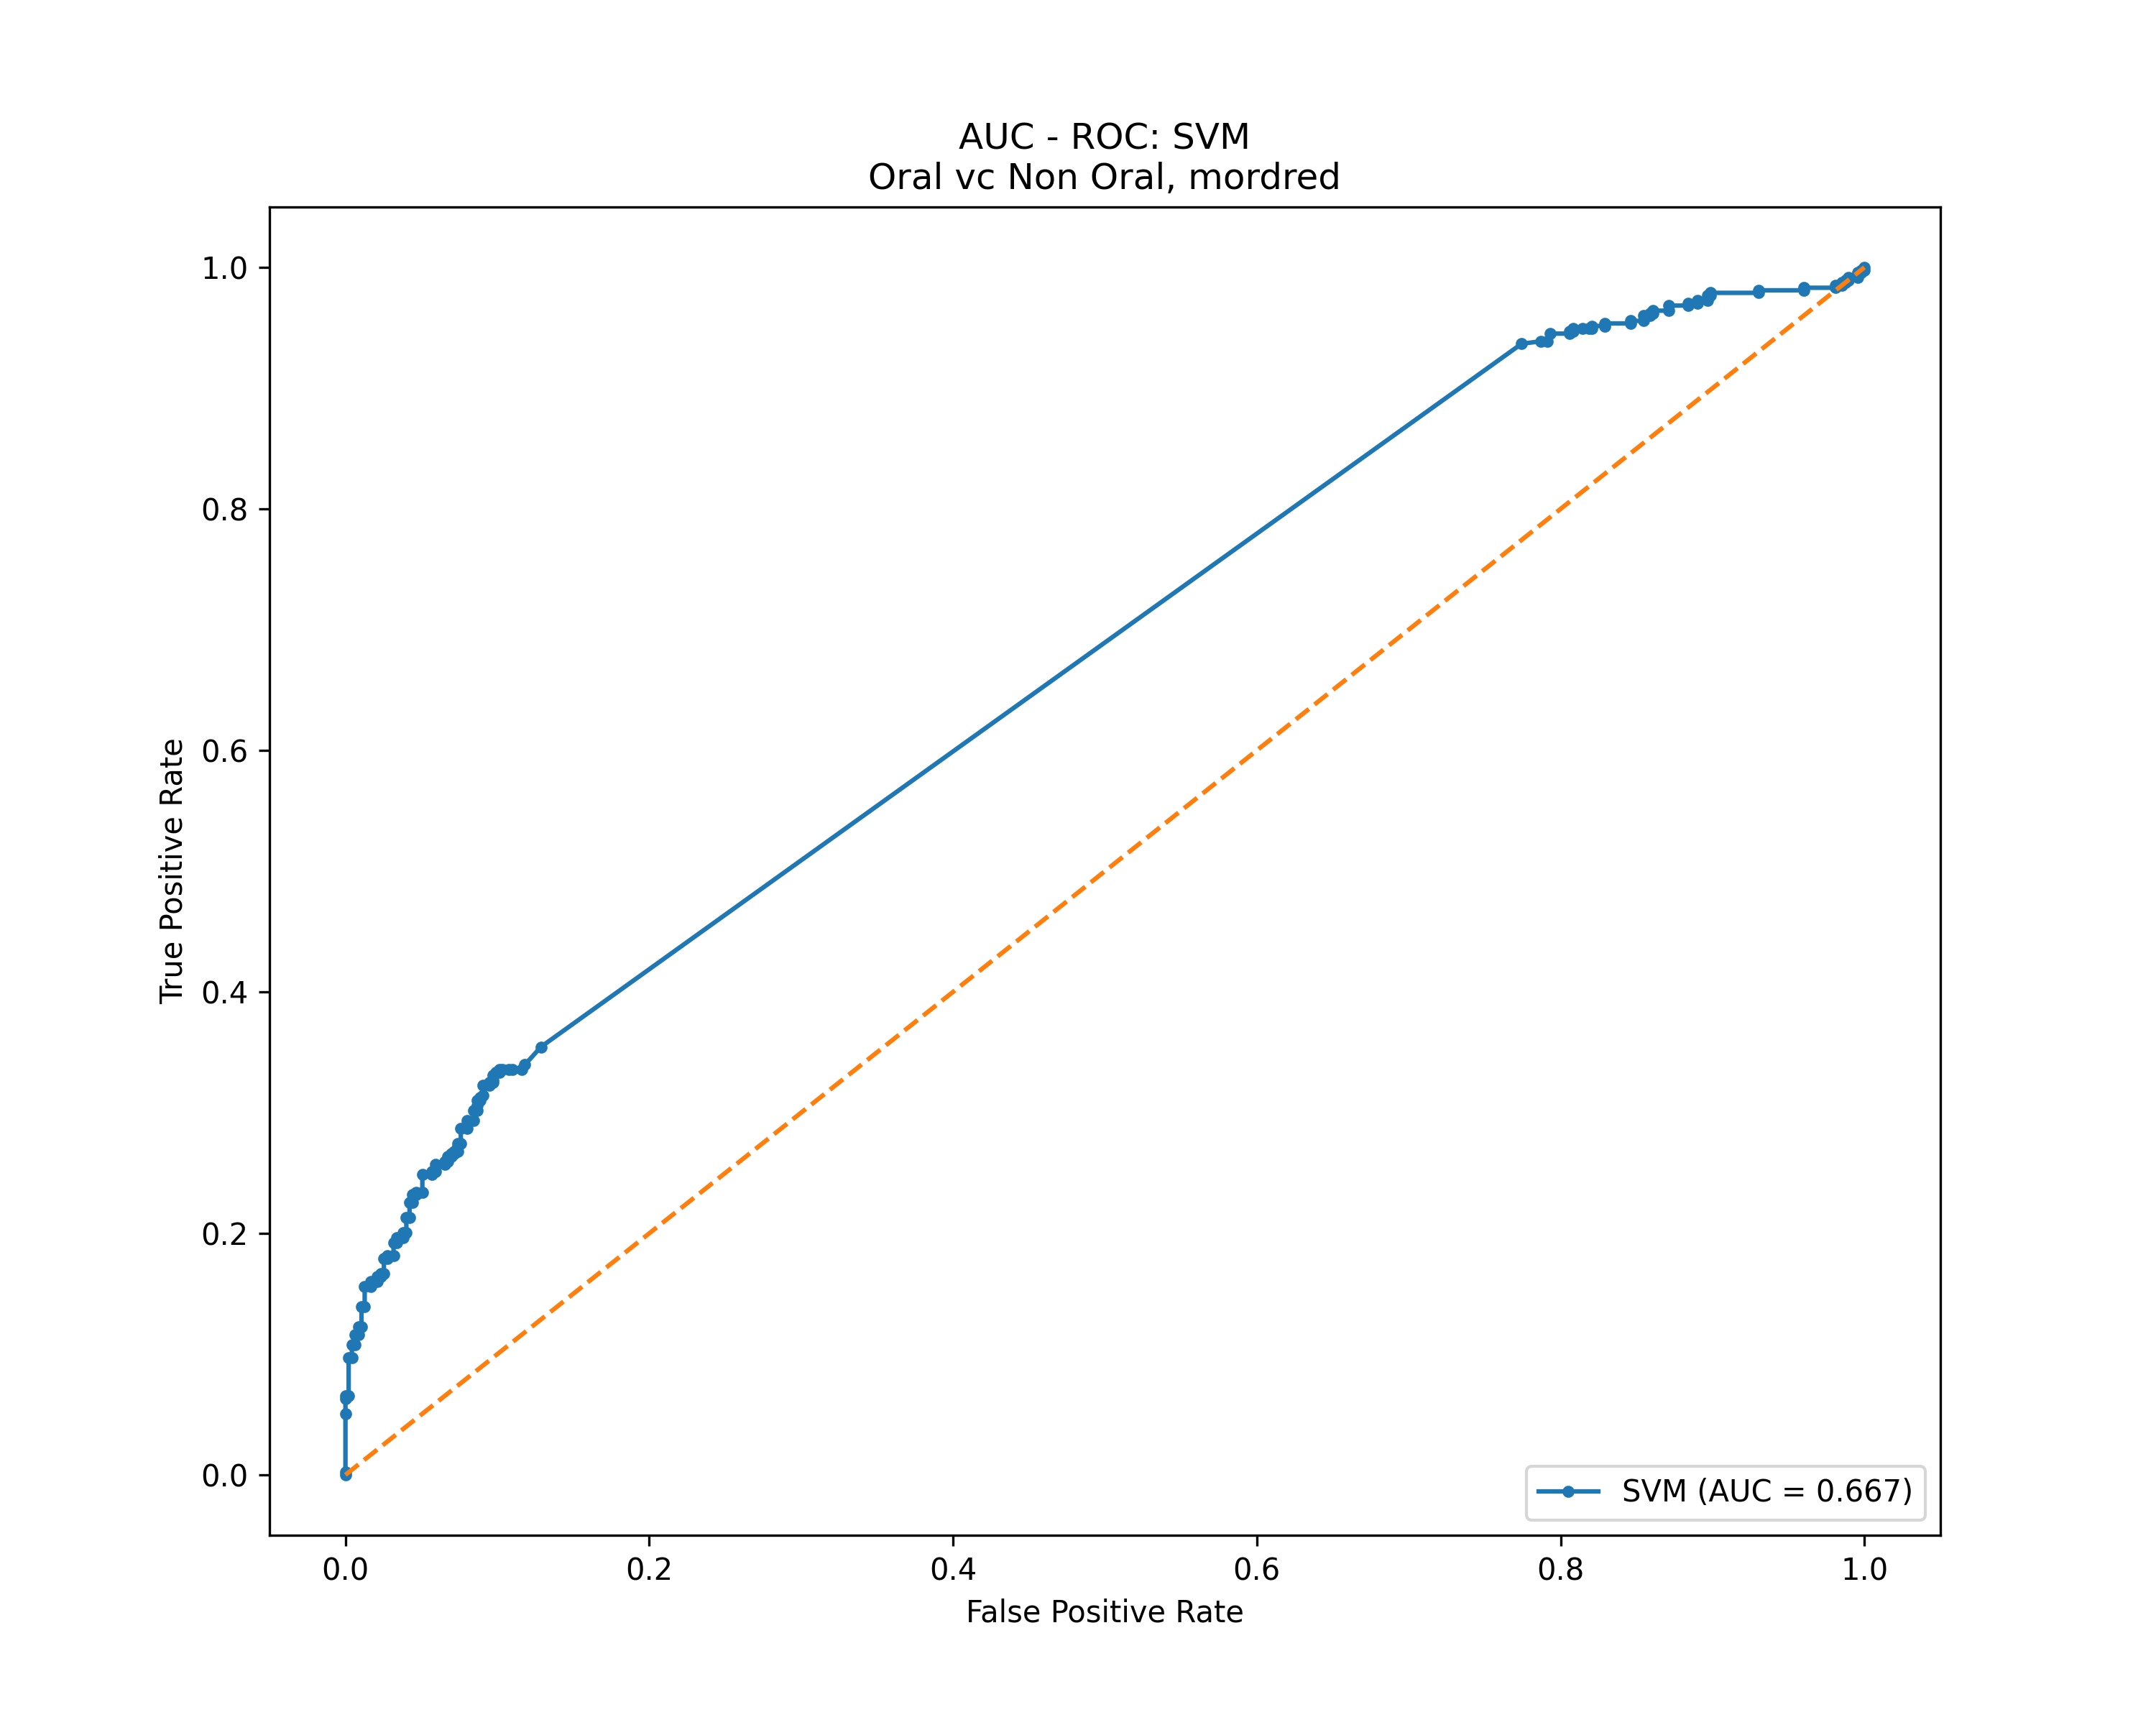 AUC - ROC: SVM
Oral vc Non Oral, mordred
True Positive Rate
1.0
0.8
0.6
0.4
0.2
0.0
0.0 0.2 0.4 0.6 0.8 1.0
False Positive Rate
SVM (AUC = 0.667)